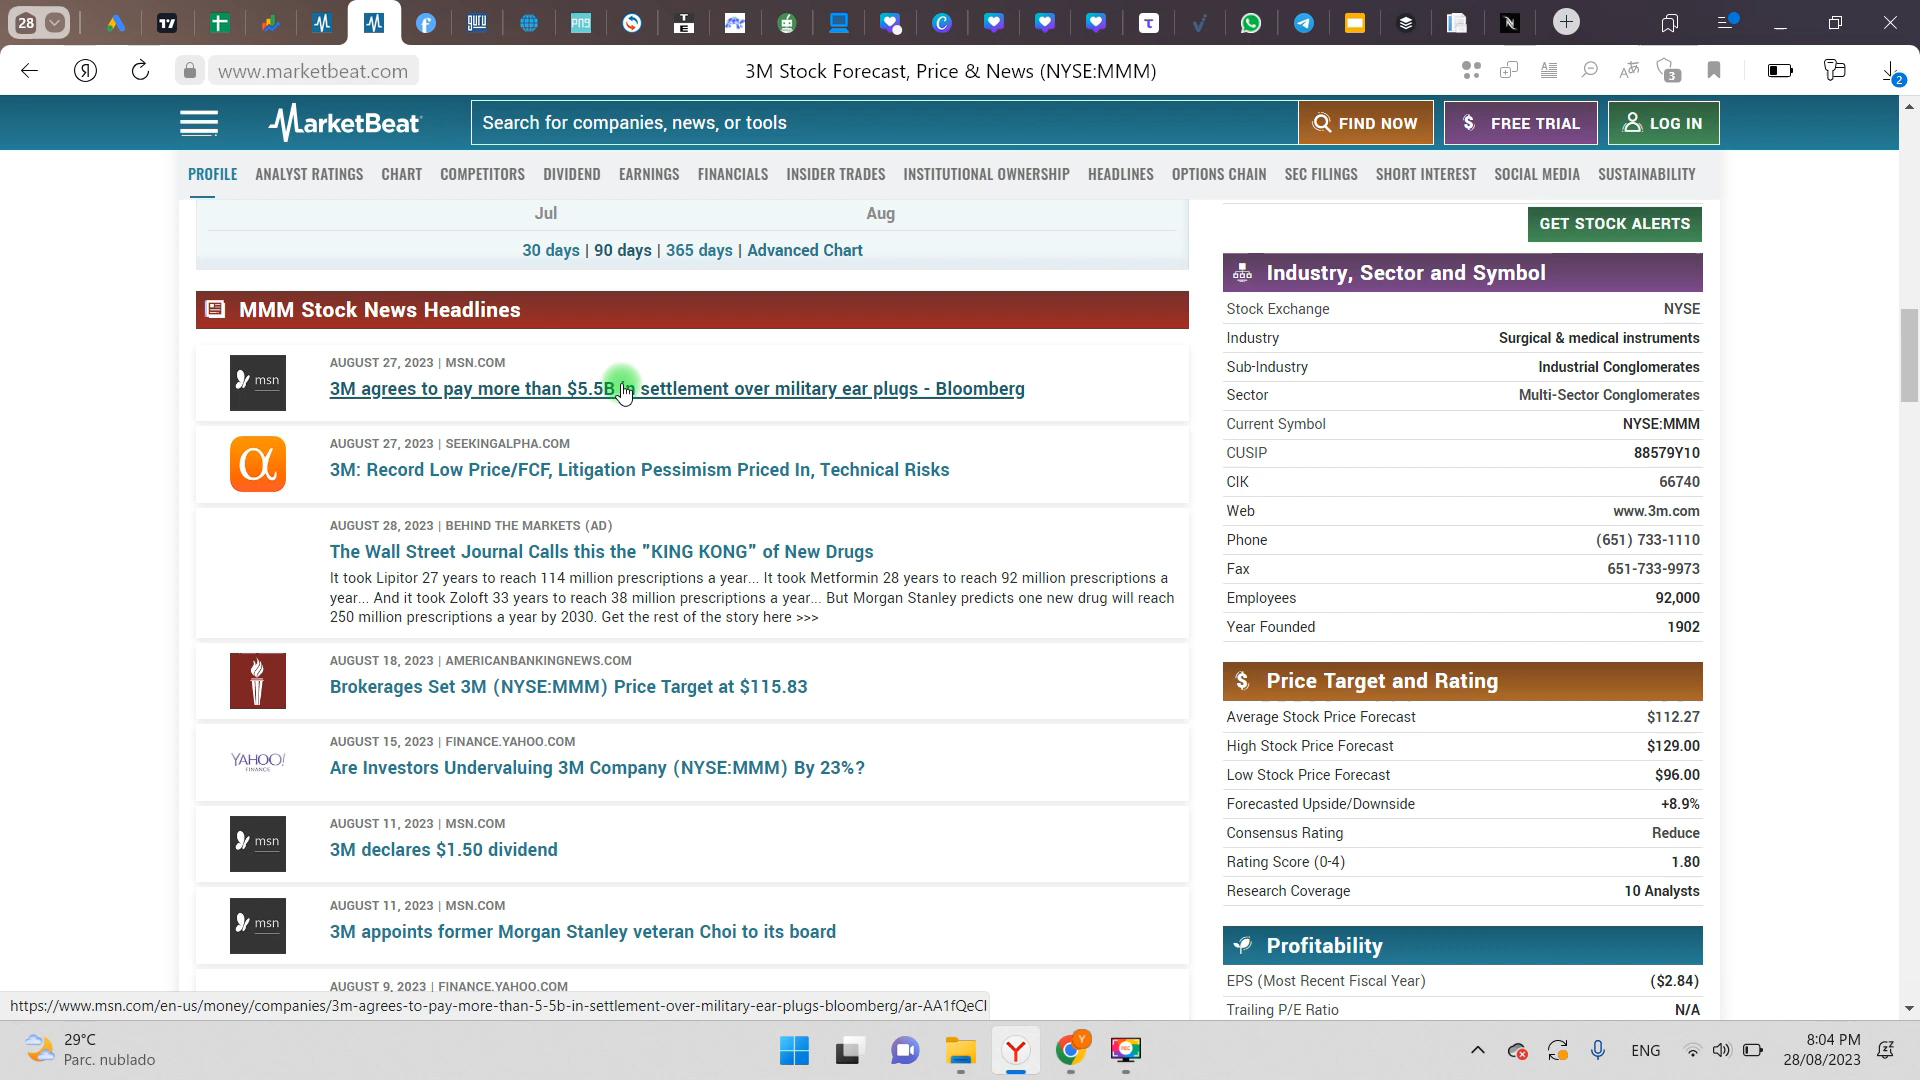 28
www.marketbeat.com
3M Stock Forecast, Price & News (NYSE:MMM)
3
2
MarketBeat
Search for companies, news, or tools
FIND NOW
FREE TRIAL
LOG IN
PROFILE
ANALYST RATINGS
CHART
COMPETITORS
DIVIDEND
EARNINGS
FINANCIALS
INSIDER TRADES
INSTITUTIONAL OWNERSHIP
HEADLINES
OPTIONS CHAIN
SEC FILINGS
SHORT INTEREST
SOCIAL MEDIA
SUSTAINABILITY
Jul
Aug
30 days | 90 days | 365 days | Advanced Chart
MMM Stock News Headlines
msn
AUGUST 27, 2023 | MSN.COM
3M agrees to pay more than $5.5B in settlement over military ear plugs - Bloomberg
AUGUST 27, 2023 | SEEKINGALPHA.COM
3M: Record Low Price/FCF, Litigation Pessimism Priced In, Technical Risks
AUGUST 28, 2023 | BEHIND THE MARKETS (AD)
The Wall Street Journal Calls this the "KING KONG" of New Drugs
It took Lipitor 27 years to reach 114 million prescriptions a year... It took Metformin 28 years to reach 92 million prescriptions a
year... And it took Zoloft 33 years to reach 38 million prescriptions a year... But Morgan Stanley predicts one new drug will reach
250 million prescriptions a year by 2030. Get the rest of the story here >>>
AUGUST 18, 2023 | AMERICANBANKINGNEWS.COM
Brokerages Set 3M (NYSE:MMM) Price Target at $115.83
YAHOO!
FINANCE
AUGUST 15, 2023 | FINANCE.YAHOO.COM
Are Investors Undervaluing 3M Company (NYSE:MMM) By 23%?
msn
AUGUST 11, 2023 | MSN.COM
3M declares $1.50 dividend
msn
AUGUST 11, 2023 | MSN.COM
3M appoints former Morgan Stanley veteran Choi to its board
AUGUST 9, 2023 | FINANCE.YAHOO.COM
GET STOCK ALERTS
Industry, Sector and Symbol
Stock Exchange NYSE
Industry Surgical & medical instruments
Sub-Industry Industrial Conglomerates
Sector Multi-Sector Conglomerates
Current Symbol NYSE:MMM
CUSIP 88579Y10
CIK 66740
Web www.3m.com
Phone (651) 733-1110
Fax 651-733-9973
Employees 92,000
Year Founded 1902
Price Target and Rating
Average Stock Price Forecast $112.27
High Stock Price Forecast $129.00
Low Stock Price Forecast $96.00
Forecasted Upside/Downside +8.9%
Consensus Rating Reduce
Rating Score (0-4) 1.80
Research Coverage 10 Analysts
Profitability
EPS (Most Recent Fiscal Year) ($2.84)
Trailing P/E Ratio N/A
https://www.msn.com/en-us/money/companies/3m-agrees-to-pay-more-than-5-5b-in-settlement-over-military-ear-plugs-bloomberg/ar-AA1fQeCl
29°C
Parc. nublado
ENG
8:04 PM
28/08/2023